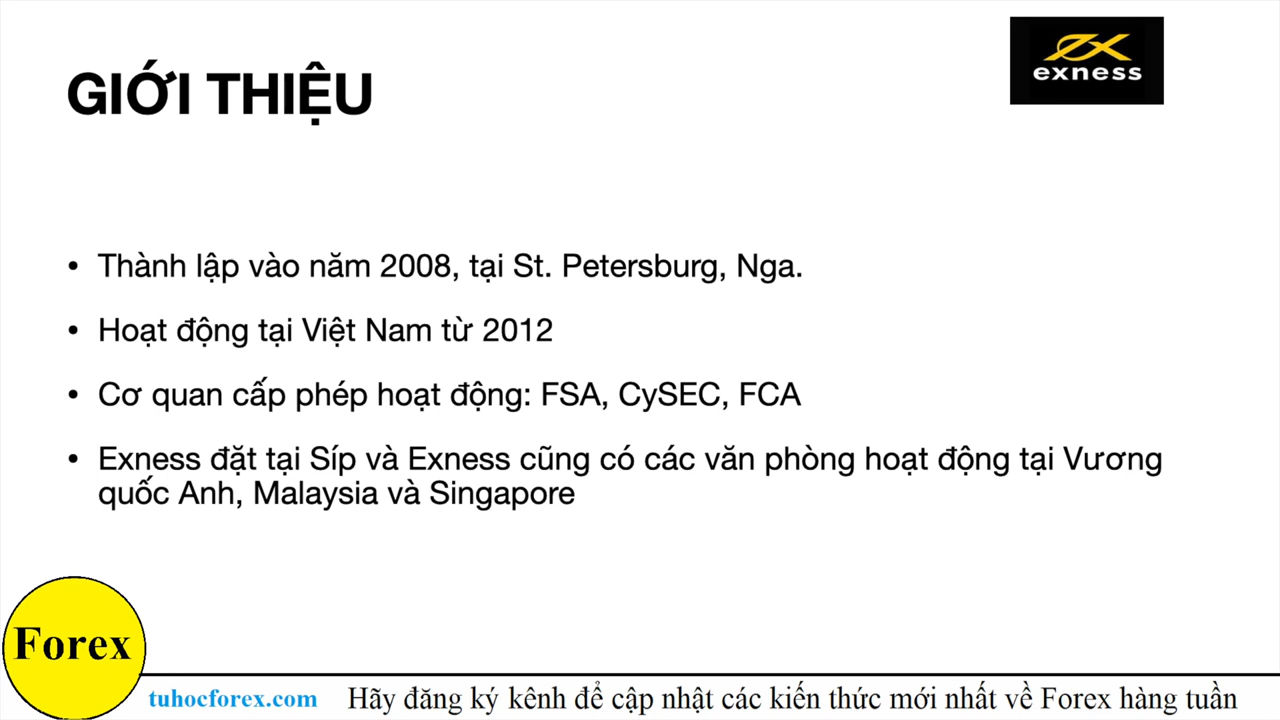 exness
GIỚI THIỆU
• Thành lập vào năm 2008, tại St. Petersburg, Nga.
• Hoạt động tại Việt Nam từ 2012
• Cơ quan cấp phép hoạt động: FSA, CySEC, FCA
• Exness đặt tại Síp và Exness cũng có các văn phòng hoạt động tại Vương
quốc Anh, Malaysia và Singapore
Forex
tuhocforex.com Hãy đăng ký kênh để cập nhật các kiến thức mới nhất về Forex hàng tuần